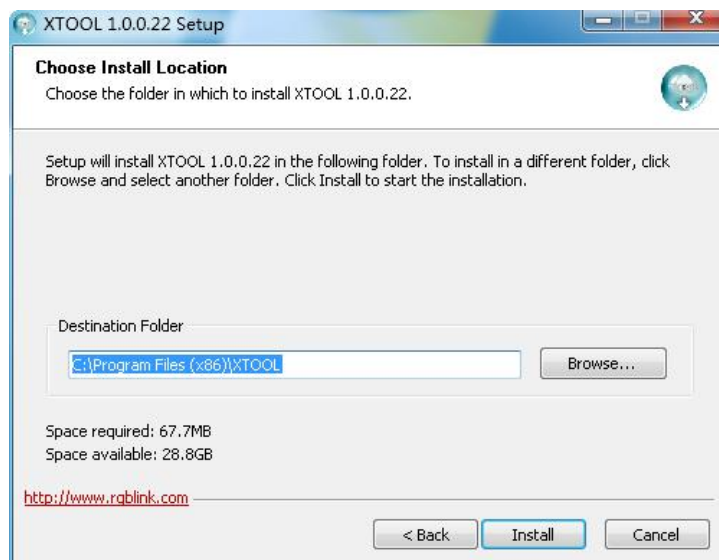 XTOOL 1.0.0.22 Setup
Choose Install Location
Choose the folder in which to install XTOOL 1.0.0.22.
Setup will install XTOOL 1.0.0.22 in the following folder. To install in a different folder, click
Browse and select another folder. Click Install to start the installation.
Destination Folder
C:\Program Files (x86)\XTOOL
Browse...
Space required: 67.7MB
Space available: 28.8GB
http://www.rgblink.com
< Back
Install
Cancel